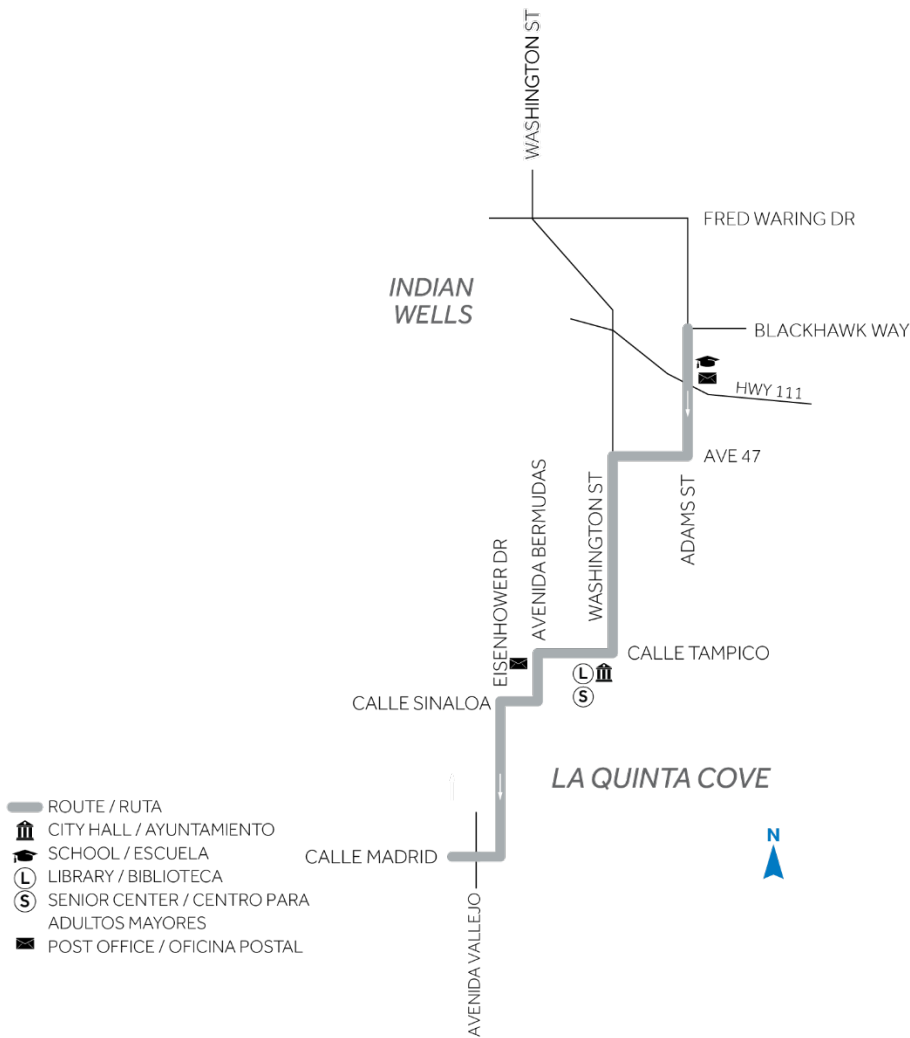 WASHINGTON ST
FRED WARING DR
INDIAN
WELLS
BLACKHAWK WAY
HWY 111
AVE 47
ADAMS ST
WASHINGTON ST
AVENIDA BERMUDAS
EISENHOWER DR
CALLE TAMPICO
L
S
CALLE SINALOA
LA QUINTA COVE
ROUTE / RUTA
CITY HALL / AYUNTAMIENTO
SCHOOL / ESCUELA
L LIBRARY / BIBLIOTECA
S SENIOR CENTER / CENTRO PARA
ADULTOS MAYORES
POST OFFICE / OFICINA POSTAL
CALLE MADRID
AVENIDA VALLEJO
N